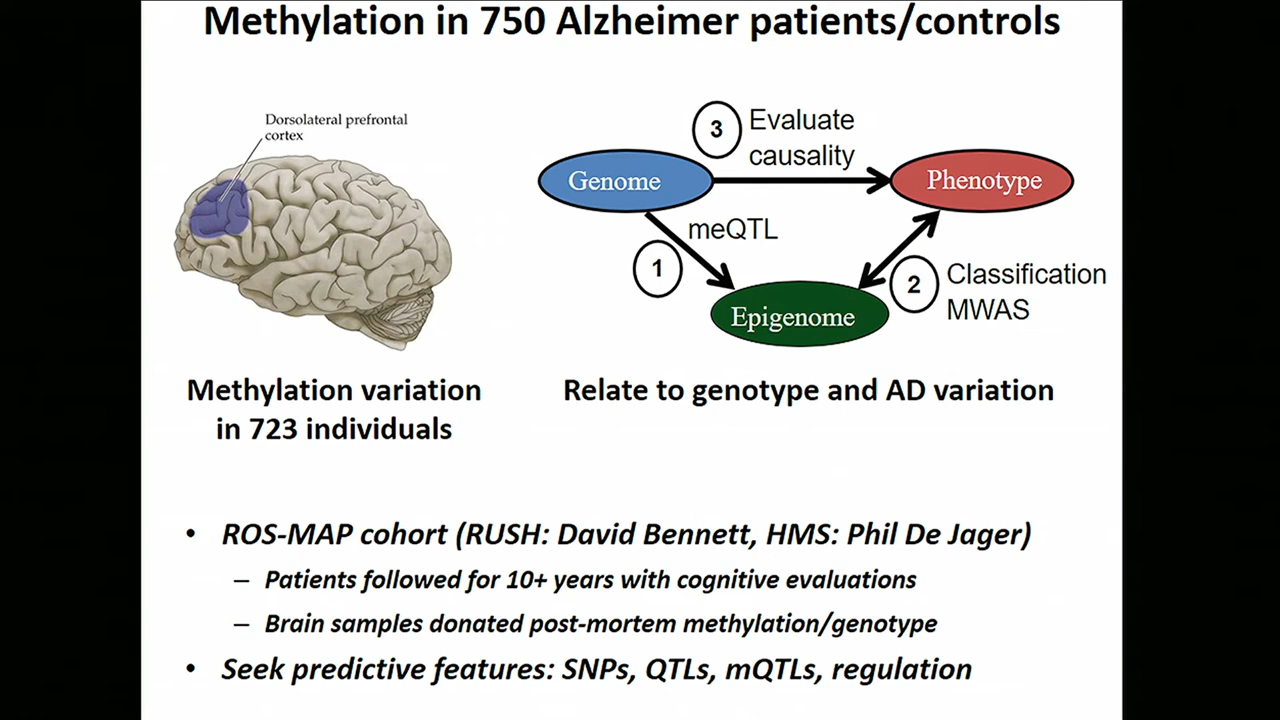 Methylation in 750 Alzheimer patients/controls
Dorsolateral prefrontal
cortex
3
Evaluate
causality
Genome
Phenotype
meQTL
1
2
Classification
MWAS
Epigenome
Methylation variation
in 723 individuals
Relate to genotype and AD variation
• ROS-MAP cohort (RUSH: David Bennett, HMS: Phil De Jager)
– Patients followed for 10+ years with cognitive evaluations
– Brain samples donated post-mortem methylation/genotype
• Seek predictive features: SNPs, QTLs, mQTLs, regulation